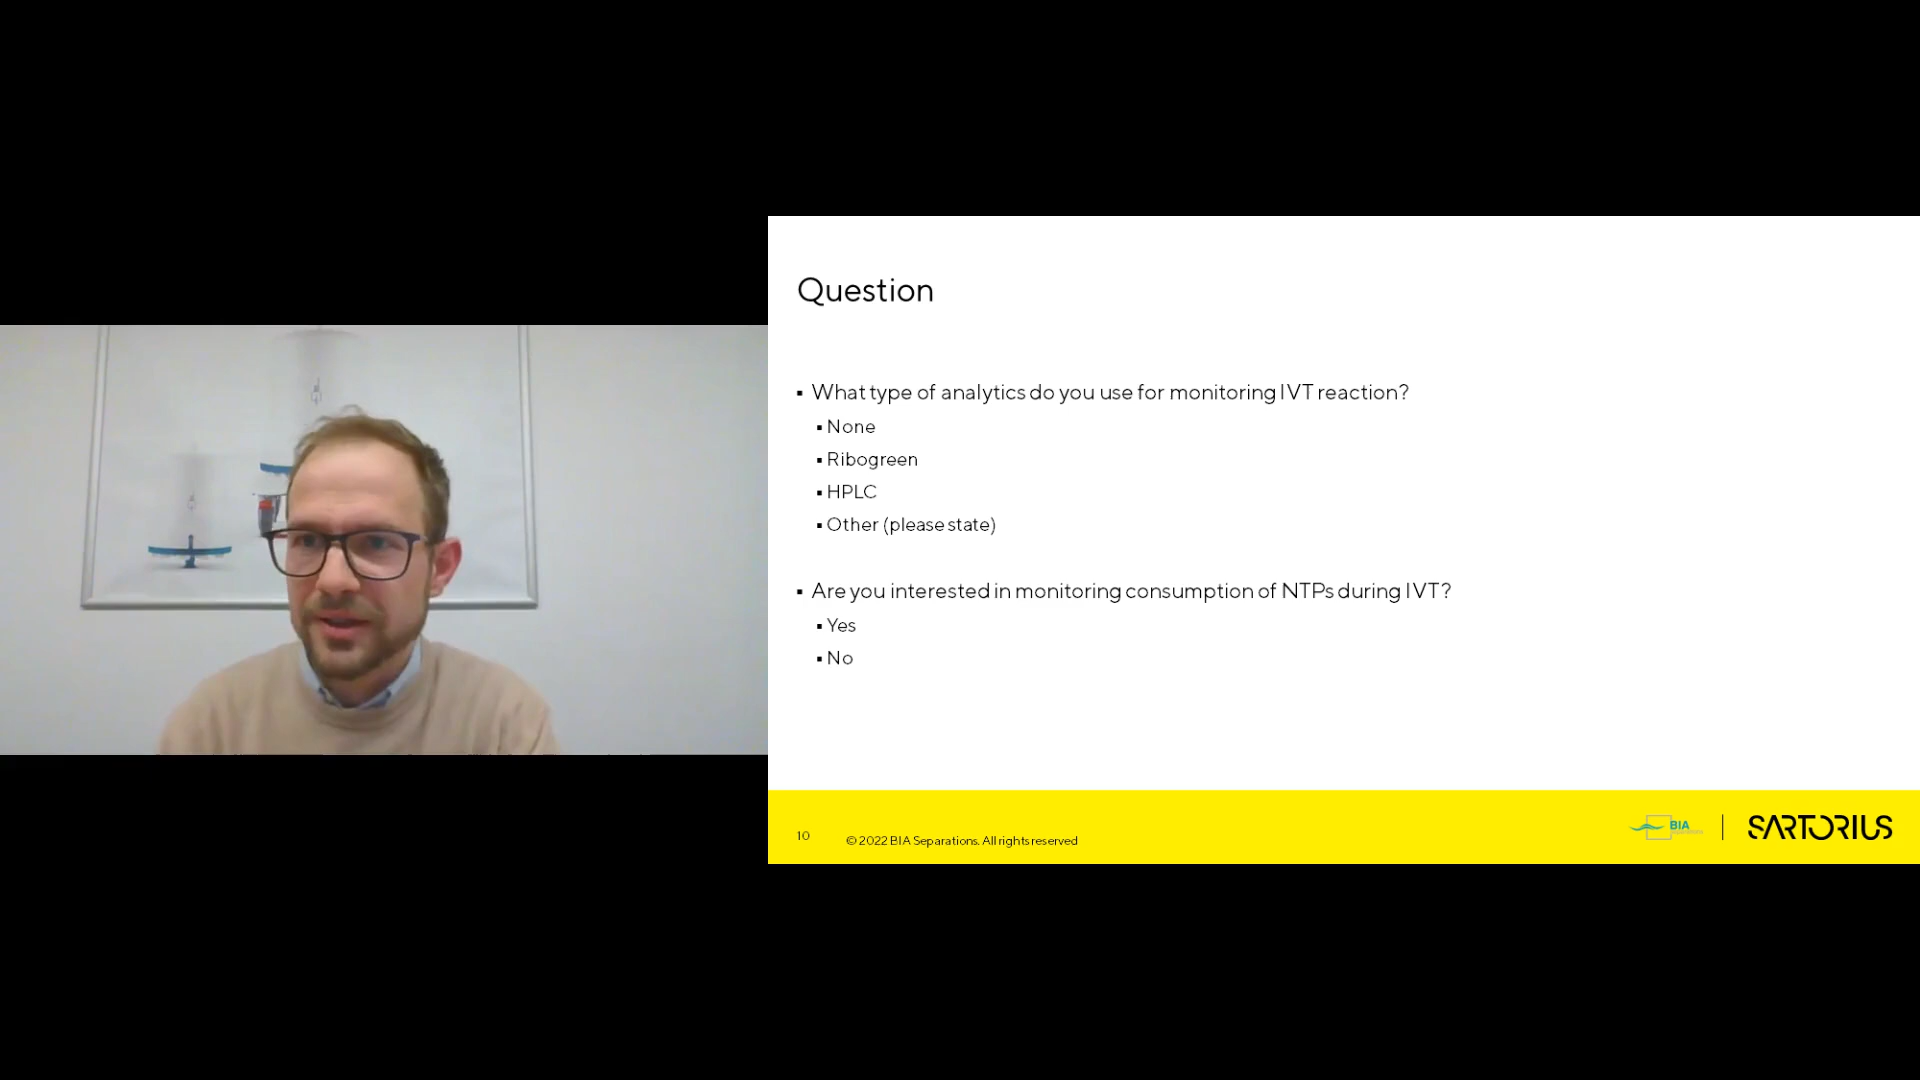 Question
▪ What type of analytics do you use for monitoring IVT reaction?
▪ None
▪ Ribogreen
▪ HPLC
▪ Other (please state)
▪ Are you interested in monitoring consumption of NTPs during IVT?
▪ Yes
▪ No
10
© 2022 BIA Separations. All rights reserved
BIA
SARTORIUS